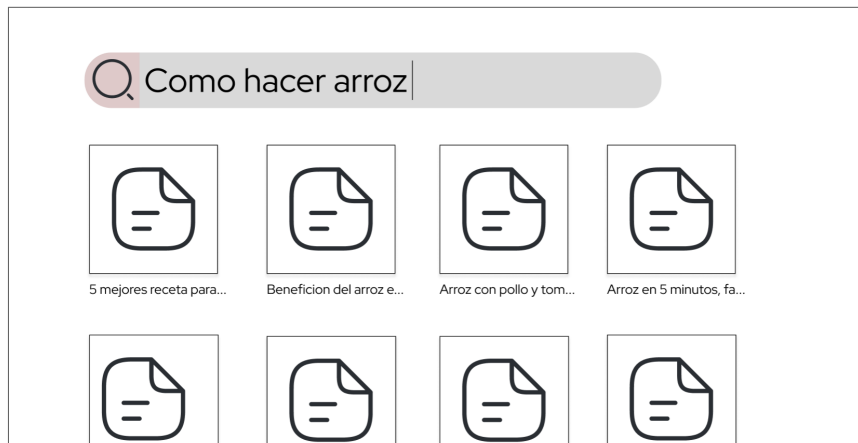 Como hacer arroz
5 mejores receta para...
Beneficion del arroz e...
Arroz con pollo y tom...
Arroz en 5 minutos, fa...